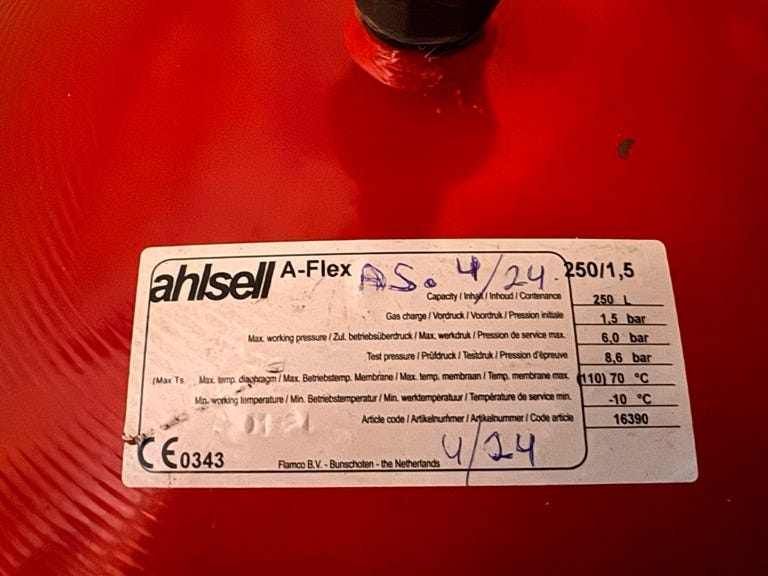 ahlsell A-Flex AS. 4/24 250/1,5
Capacity / Inhalt / Inhoud / Contenance 250 L
Gas charge / Vordruck / Voordruk / Pression initiale 1,5 bar
Max. working pressure / Zul. betriebsüberdruck / Max. werkdruk / Pression de service max. 6,0 bar
Test pressure / Prüfdruck / Testdruk / Pression d'épreuve 8,6 bar
(Max Ts Max. temp. diaphragm / Max. Betriebstemp. Membrane / Max. temp. membraan / Temp. membrane max. (110) 70 °C
Min. working temperature / Min. Betriebstemperatur / Min. werktemperatuur / Température de service min. -10 °C
Article code / Artikelnummer / Artikelnummer / Code article 16390
CE 0343 Flamco B.V. - Bunschoten - the Netherlands 4/24